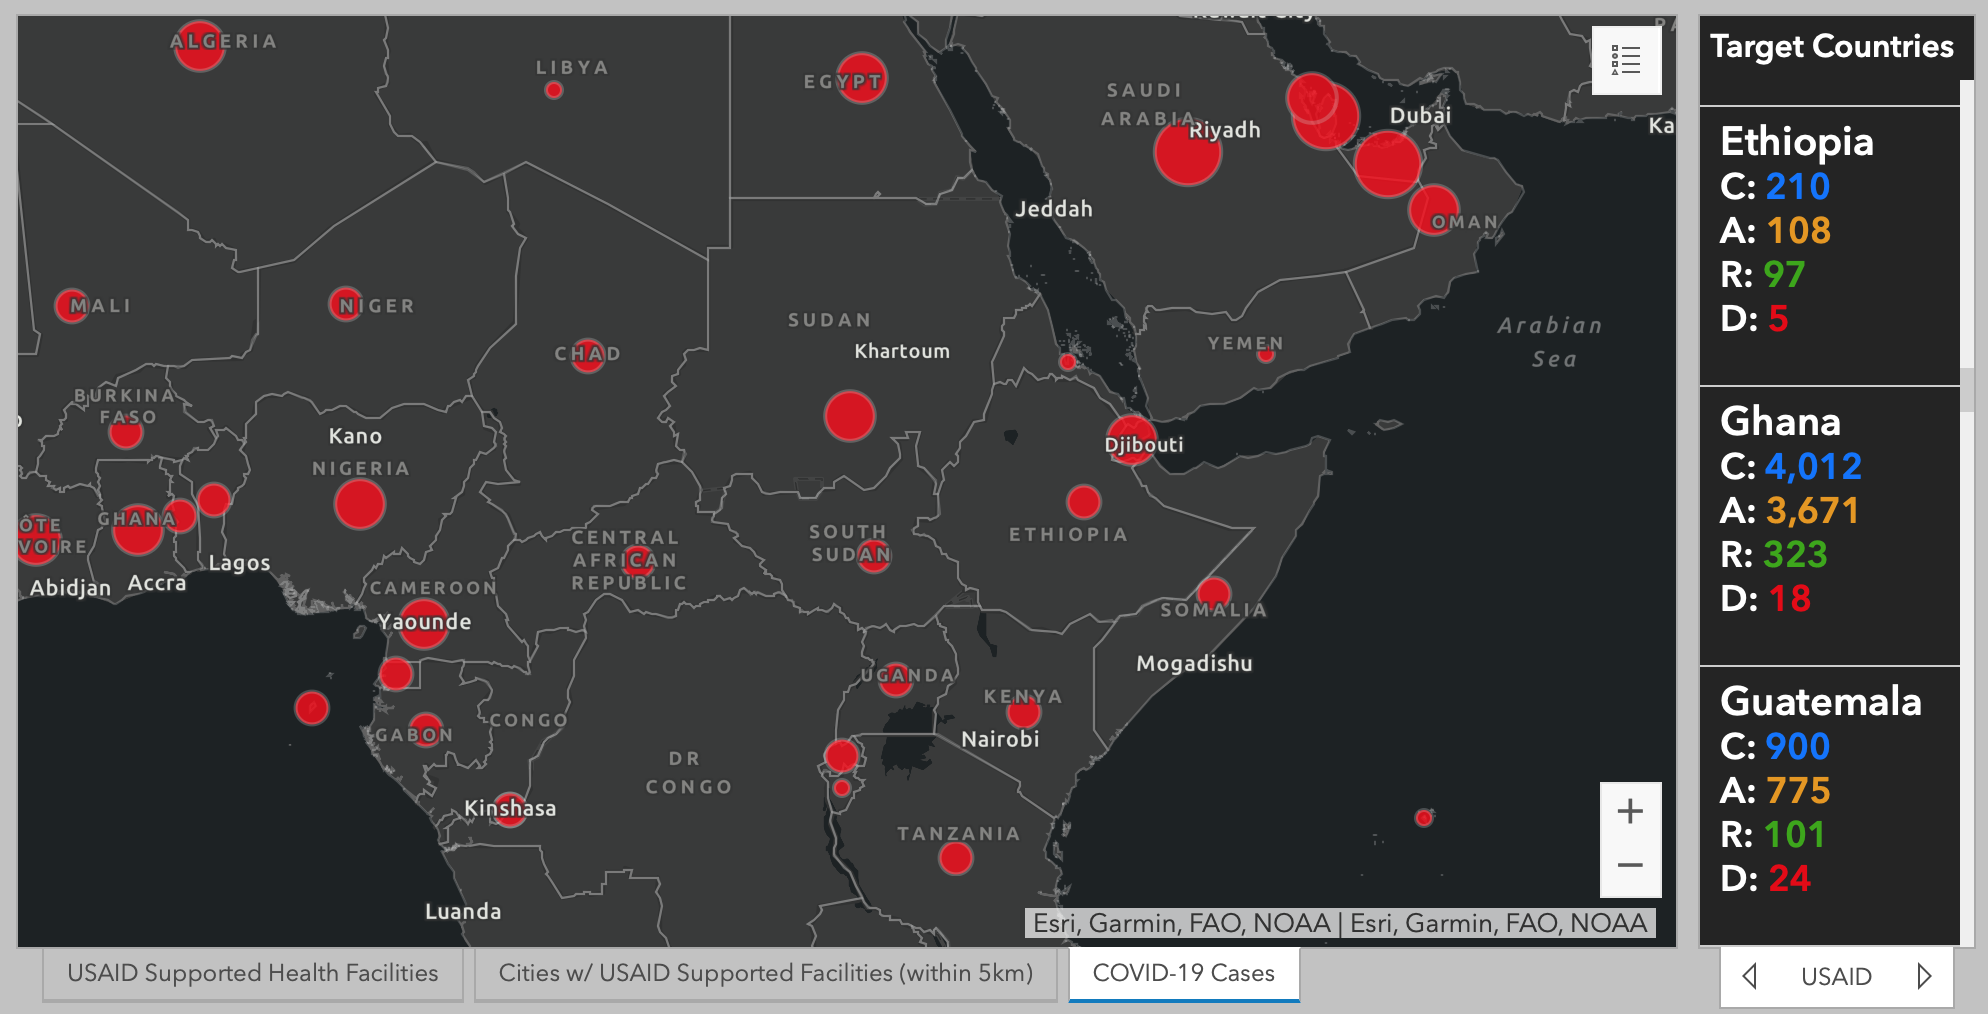 Kuwait City
ALGERIA
LIBYA
EGYPT
SAUDI
ARABIA
Riyadh
Dubai
Ka
OMAN
Jeddah
MALI
NIGER
CHAD
SUDAN
Khartoum
YEMEN
Arabian
Sea
BURKINA
FASO
Kano
NIGERIA
Djibouti
GHANA
ÔTE
VOIRE
Abidjan
Accra
Lagos
CENTRAL
AFRICAN
REPUBLIC
SOUTH
SUDAN
ETHIOPIA
CAMEROON
Yaounde
SOMALIA
Mogadishu
UGANDA
KENYA
Nairobi
GABON
CONGO
DR
CONGO
Kinshasa
TANZANIA
Luanda
Esri, Garmin, FAO, NOAA | Esri, Garmin, FAO, NOAA
USAID Supported Health Facilities
Cities w/ USAID Supported Facilities (within 5km)
COVID-19 Cases
Target Countries
Ethiopia
C: 210
A: 108
R: 97
D: 5
Ghana
C: 4,012
A: 3,671
R: 323
D: 18
Guatemala
C: 900
A: 775
R: 101
D: 24
USAID